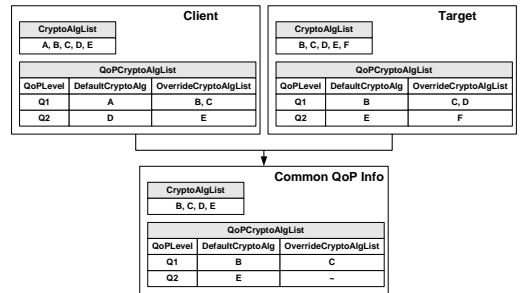 Client
CryptoAlgList
A, B, C, D, E
QoPCryptoAlgList
QoPLevel DefaultCryptoAlg OverrideCryptoAlgList
Q1 A B, C
Q2 D E
Target
CryptoAlgList
B, C, D, E, F
QoPCryptoAlgList
QoPLevel DefaultCryptoAlg OverrideCryptoAlgList
Q1 B C, D
Q2 E F
Common QoP Info
CryptoAlgList
B, C, D, E
QoPCryptoAlgList
QoPLevel DefaultCryptoAlg OverrideCryptoAlgList
Q1 B C
Q2 E ~